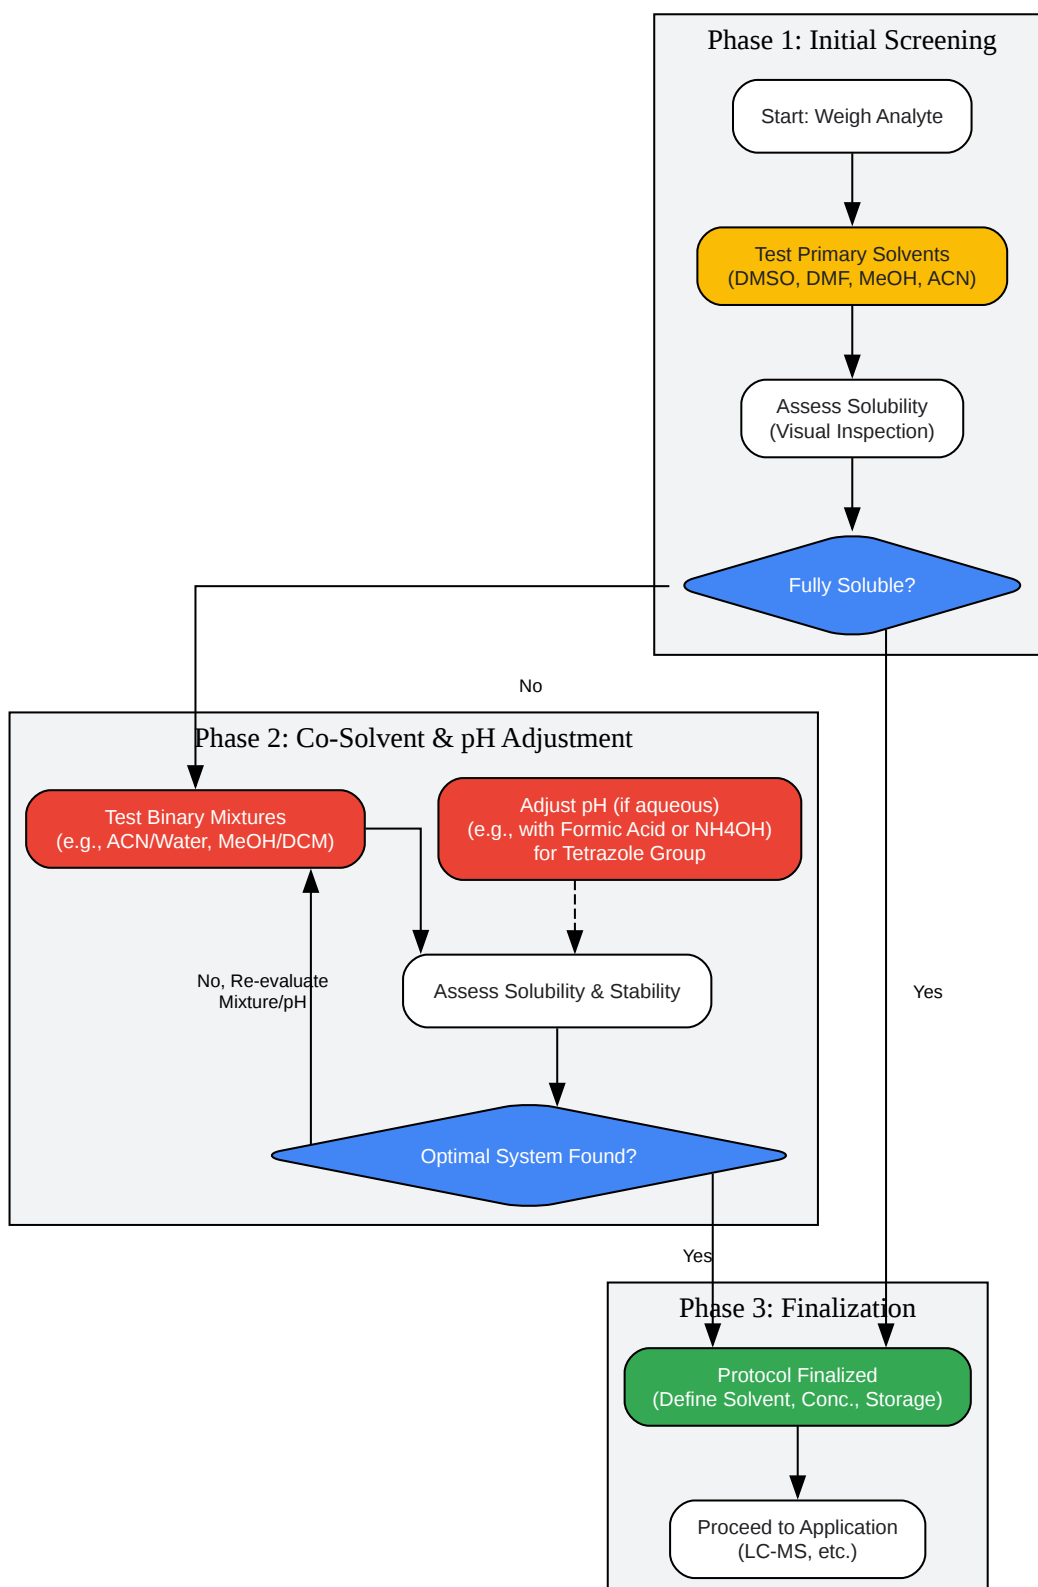 Phase 1: Initial Screening
Start: Weigh Analyte
Test Primary Solvents
(DMSO, DMF, MeOH, ACN)
Assess Solubility
(Visual Inspection)
Fully Soluble?
No
Phase 2: Co-Solvent & pH Adjustment
Test Binary Mixtures
(e.g., ACN/Water, MeOH/DCM)
Adjust pH (if aqueous)
(e.g., with Formic Acid or NH4OH)
for Tetrazole Group
No, Re-evaluate
Mixture/pH
Assess Solubility & Stability
Yes
Optimal System Found?
Yes
Phase 3: Finalization
Protocol Finalized
(Define Solvent, Conc., Storage)
Proceed to Application
(LC-MS, etc.)